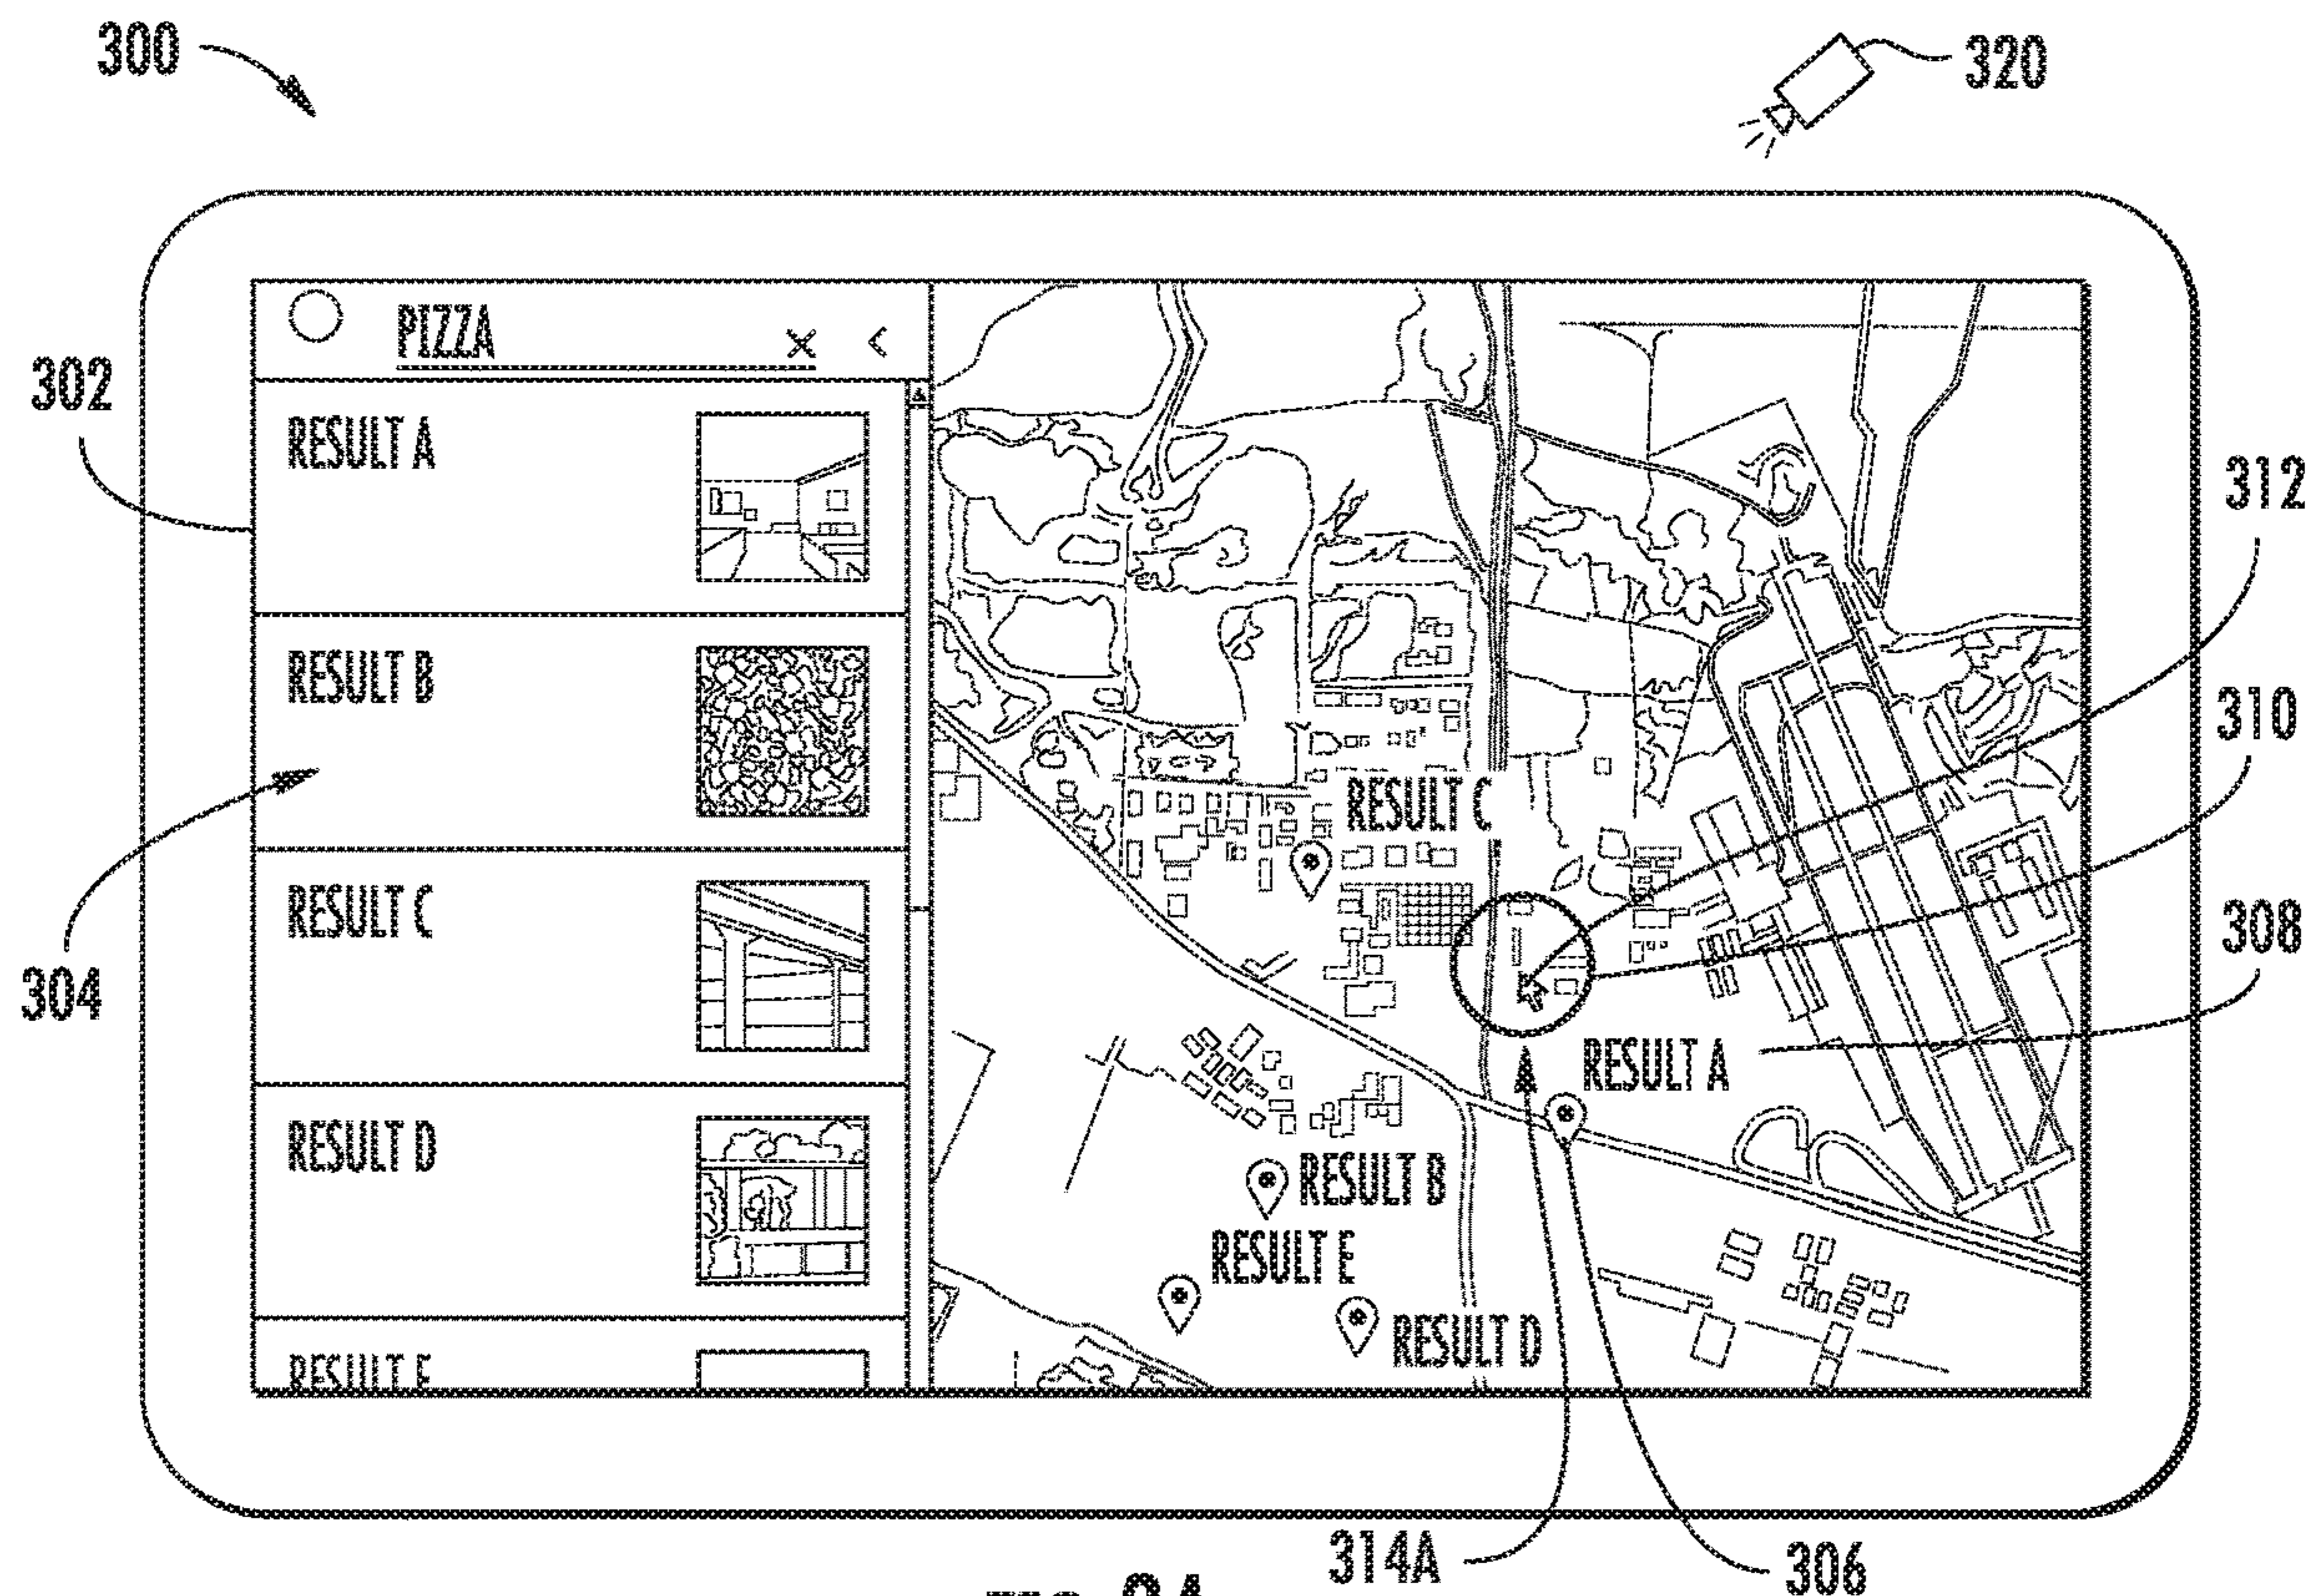 300
320
302
PIZZA
RESULT A
RESULT B
RESULT C
RESULT D
304
RESULT C
RESULT A
RESULT B
RESULT E
RESULT D
312
310
308
314A
306